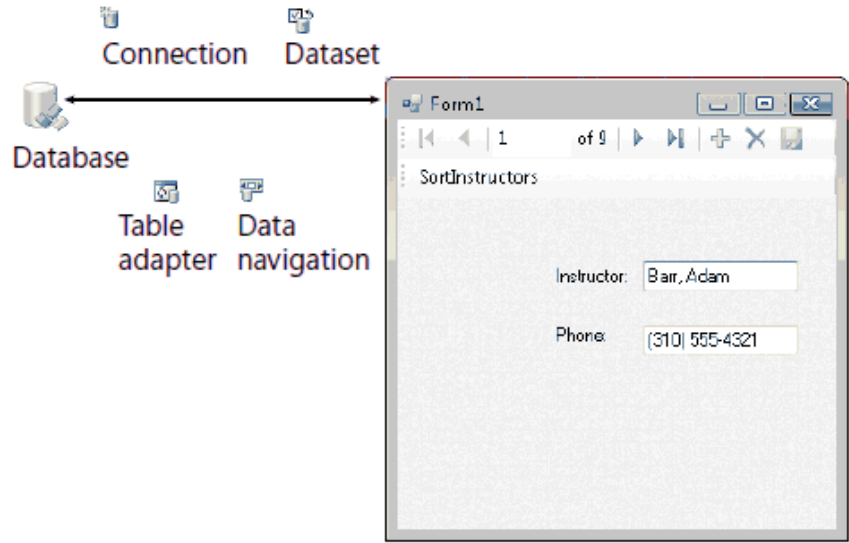 Connection
Dataset
Database
Table adapter
Data navigation
Form1
1 of 9
SortInstructors
Instructor: Barr, Adam
Phone: (310) 555-4321